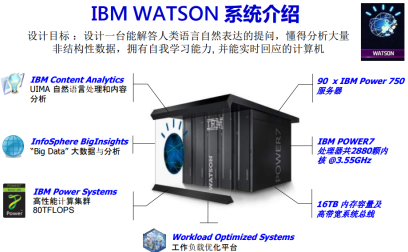 IBM WATSON 系统介绍
设计目标：设计一台能解答人类语言自然表达的提问，懂得分析大量
非结构性数据，拥有自我学习能力, 并能实时回应的计算机
WATSON
IBM Content Analytics
UIMA 自然语言处理和内容
分析
90 x IBM Power 750
服务器
InfoSphere BigInsights
"Big Data" 大数据与分析
IBM POWER7
处理器共2880颗内
核 @3.55GHz
IBM Power Systems
高性能计算集群
80TFLOPS
16TB 内存容量及
高带宽系统总线
WATSON
POWER7
Power
Workload Optimized Systems
工作负载优化平台